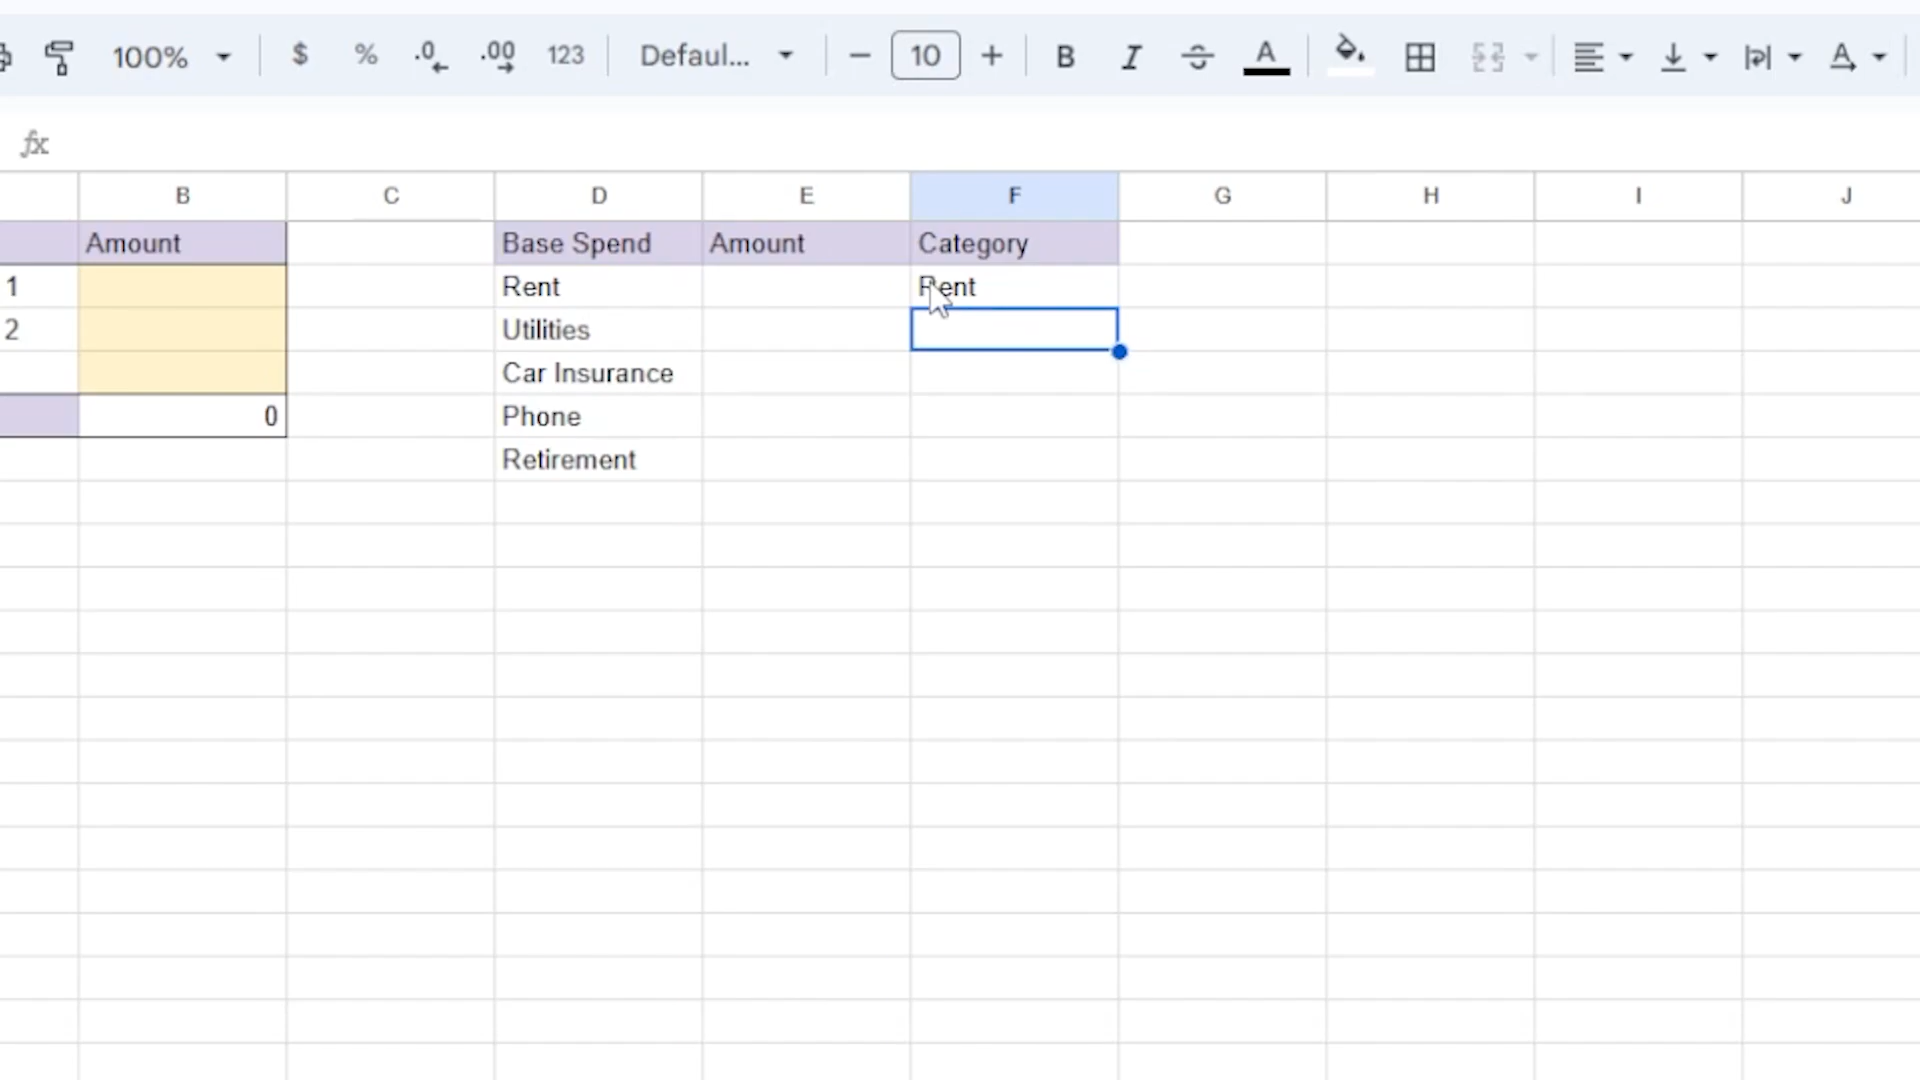 100% $ % .0 .00 123 Defaul... − 10 + B I S A A
fx
B C D E F G H I J
Amount Base Spend Amount Category
1 Rent Rent
2 Utilities
Car Insurance
0 Phone
Retirement